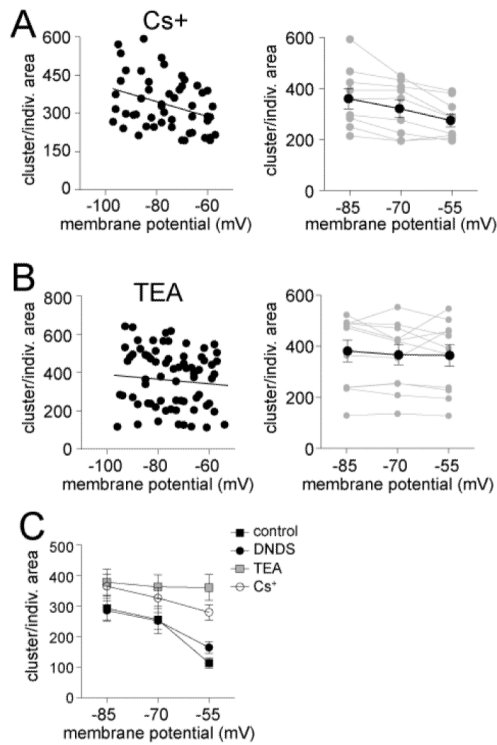 A
Cs+
cluster/indiv. area
600
450
300
150
0
-100 -80 -60
membrane potential (mV)
cluster/indiv. area
600
400
200
0
-85 -70 -55
membrane potential (mV)
B
TEA
cluster/indiv. area
800
600
400
200
0
-100 -80 -60
membrane potential (mV)
cluster/indiv. area
600
400
200
0
-85 -70 -55
membrane potential (mV)
C
cluster/indiv. area
500
400
300
200
100
0
-85 -70 -55
membrane potential (mV)
control
DNDS
TEA
Cs⁺